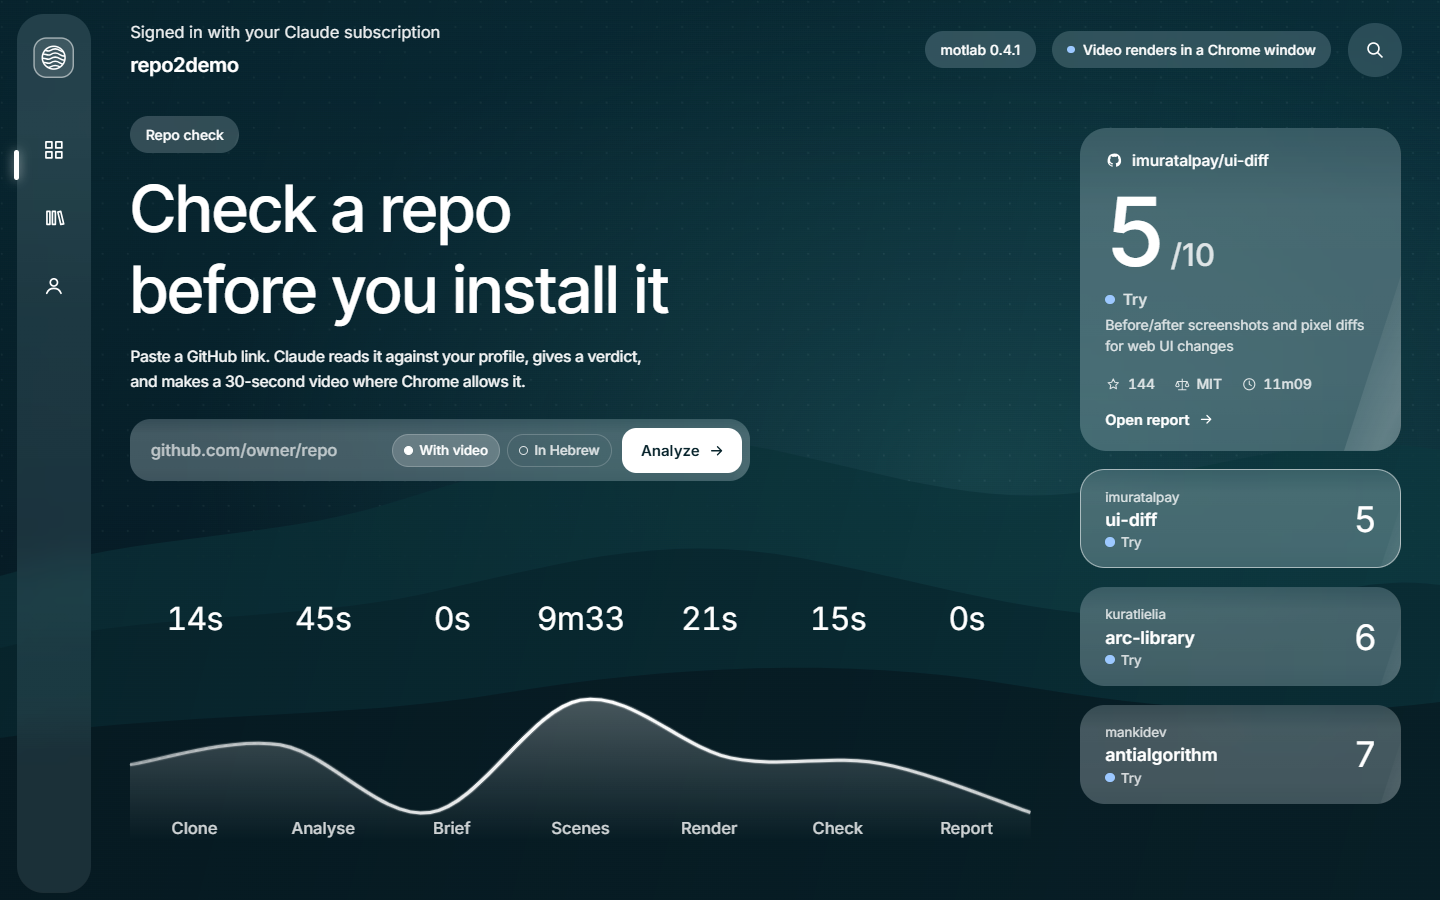 Signed in with your Claude subscription
repo2demo
motlab 0.4.1
Video renders in a Chrome window
Repo check
Check a repo
before you install it
Paste a GitHub link. Claude reads it against your profile, gives a verdict,
and makes a 30-second video where Chrome allows it.
github.com/owner/repo
With video
In Hebrew
Analyze
14s
45s
0s
9m33
21s
15s
0s
Clone
Analyse
Brief
Scenes
Render
Check
Report
imuratalpay/ui-diff
5 /10
Try
Before/after screenshots and pixel diffs
for web UI changes
144
MIT
11m09
Open report
imuratalpay
ui-diff
Try
5
kuratlielia
arc-library
Try
6
mankidev
antialgorithm
Try
7